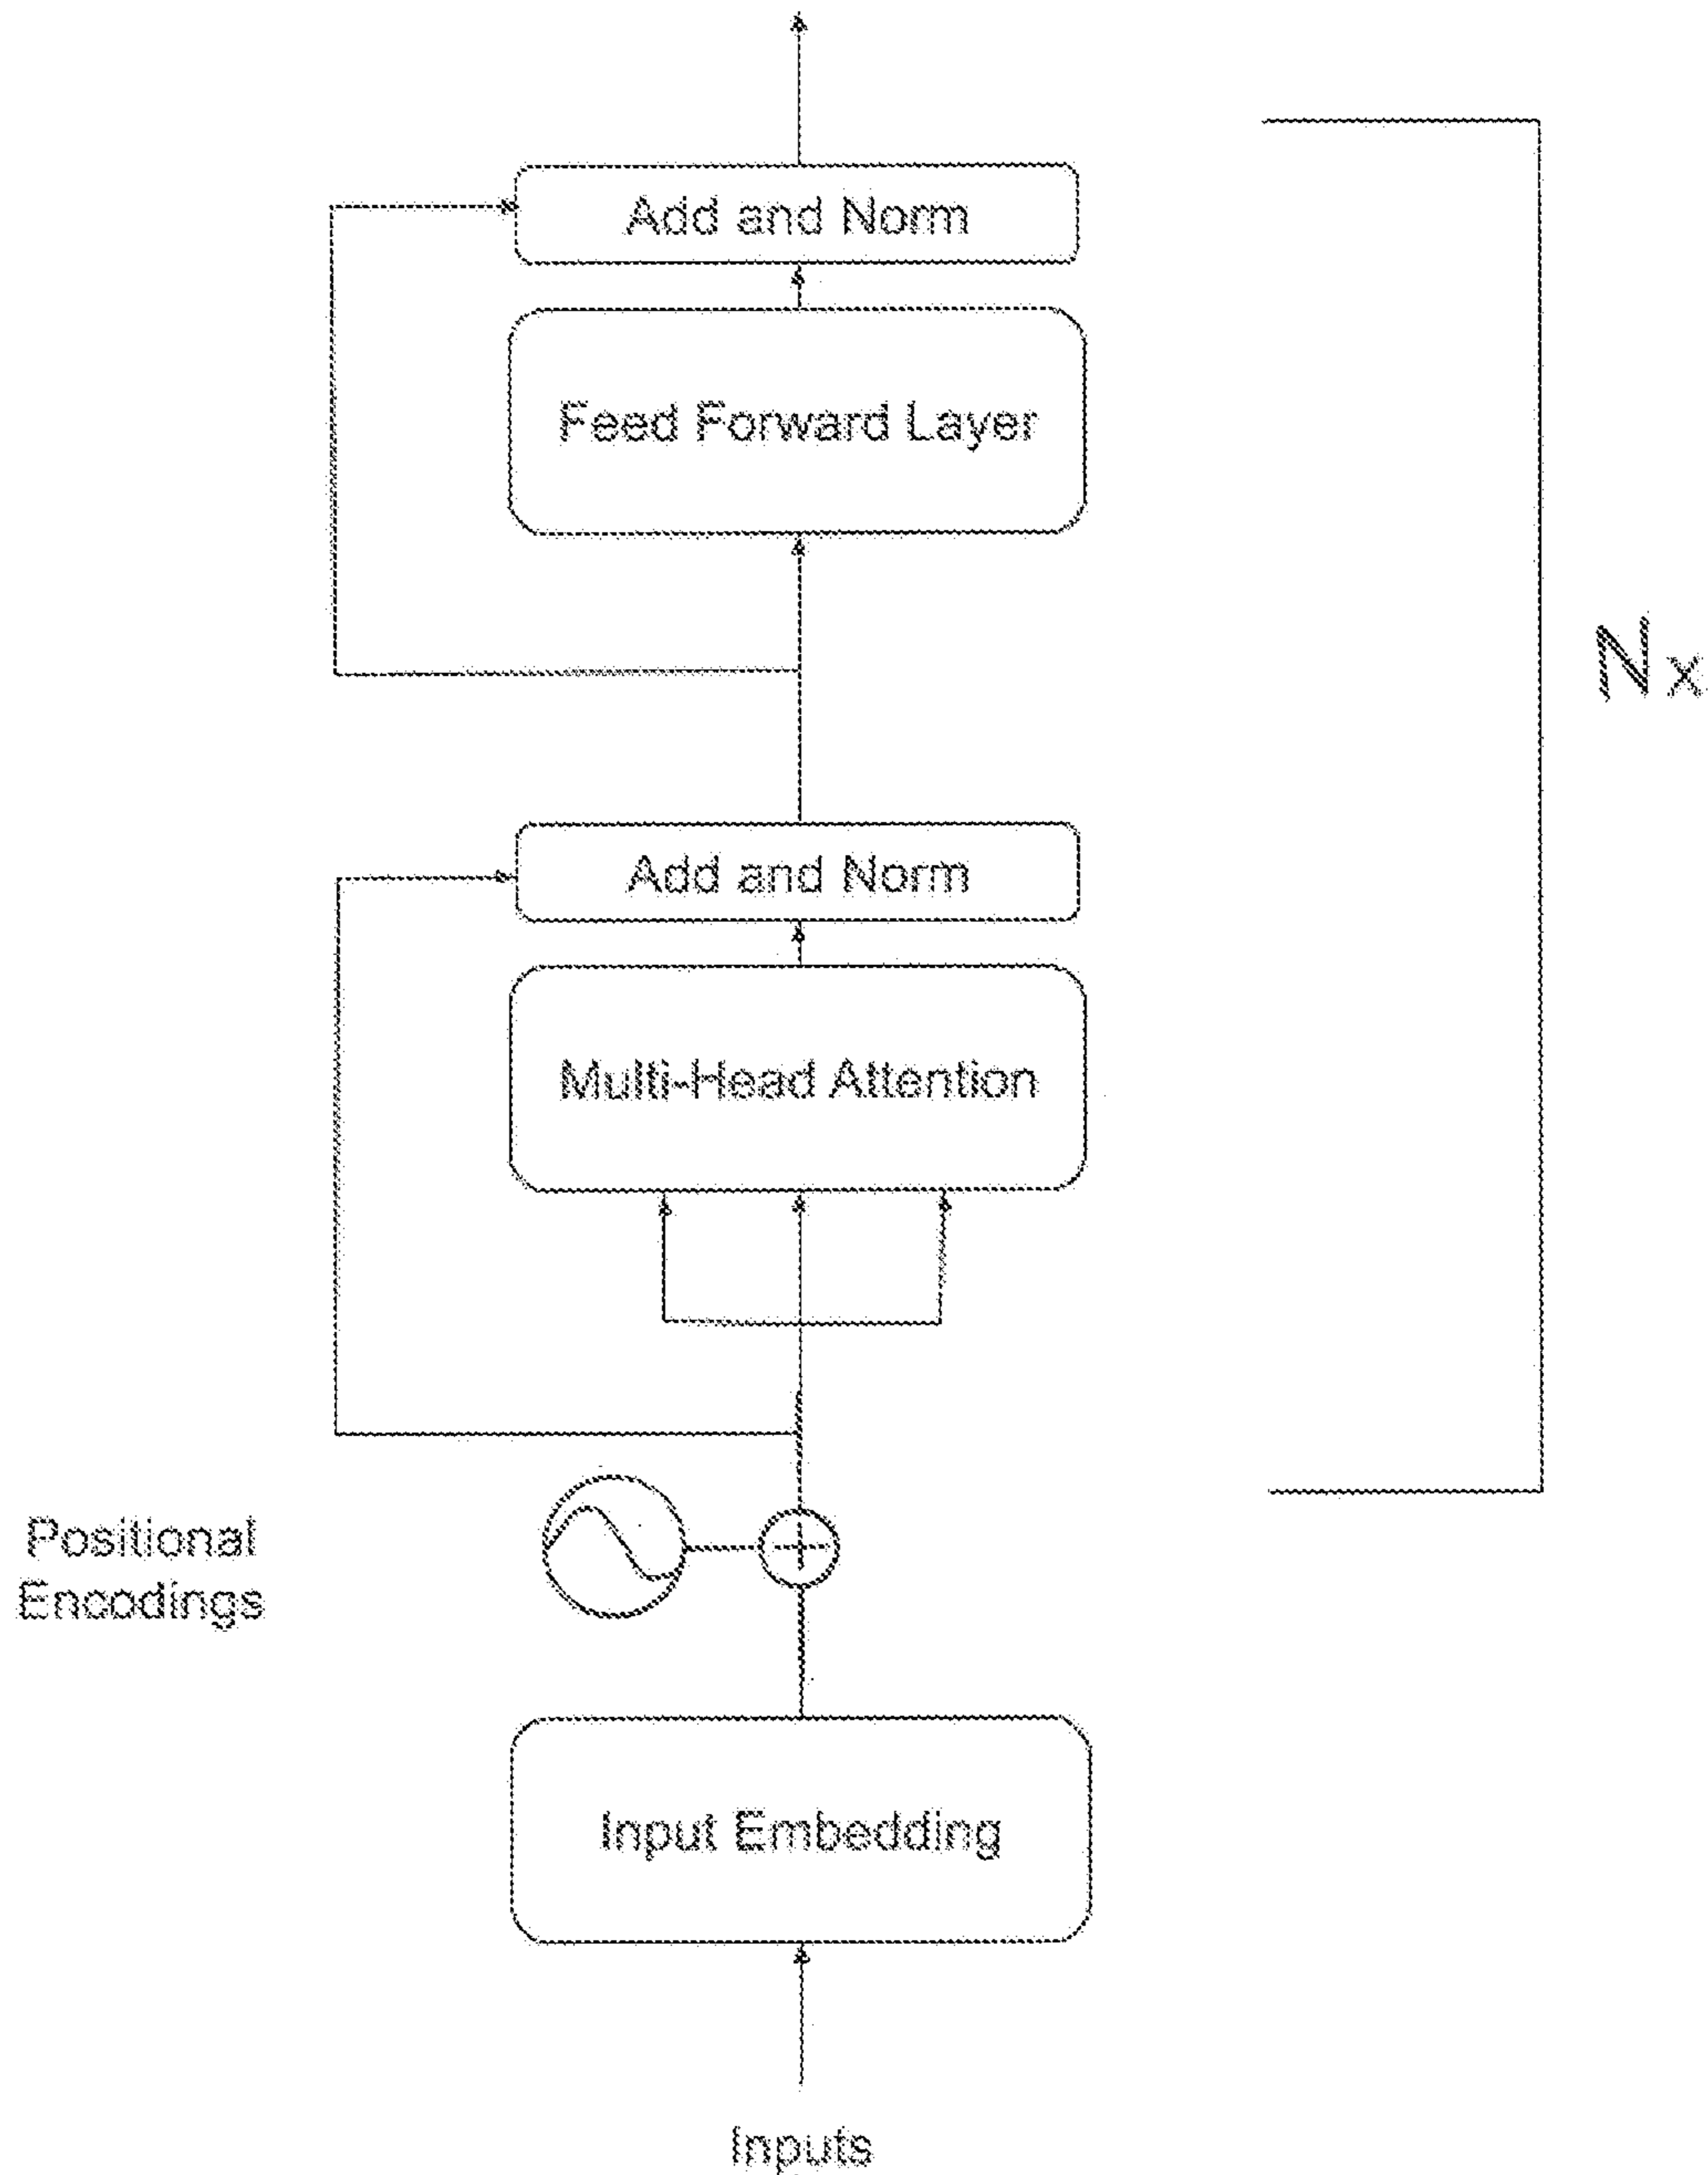 Add and Norm
Feed Forward Layer
Nx
Add and Norm
Multi-Head Attention
Positional
Encodings
Input Embedding
Inputs